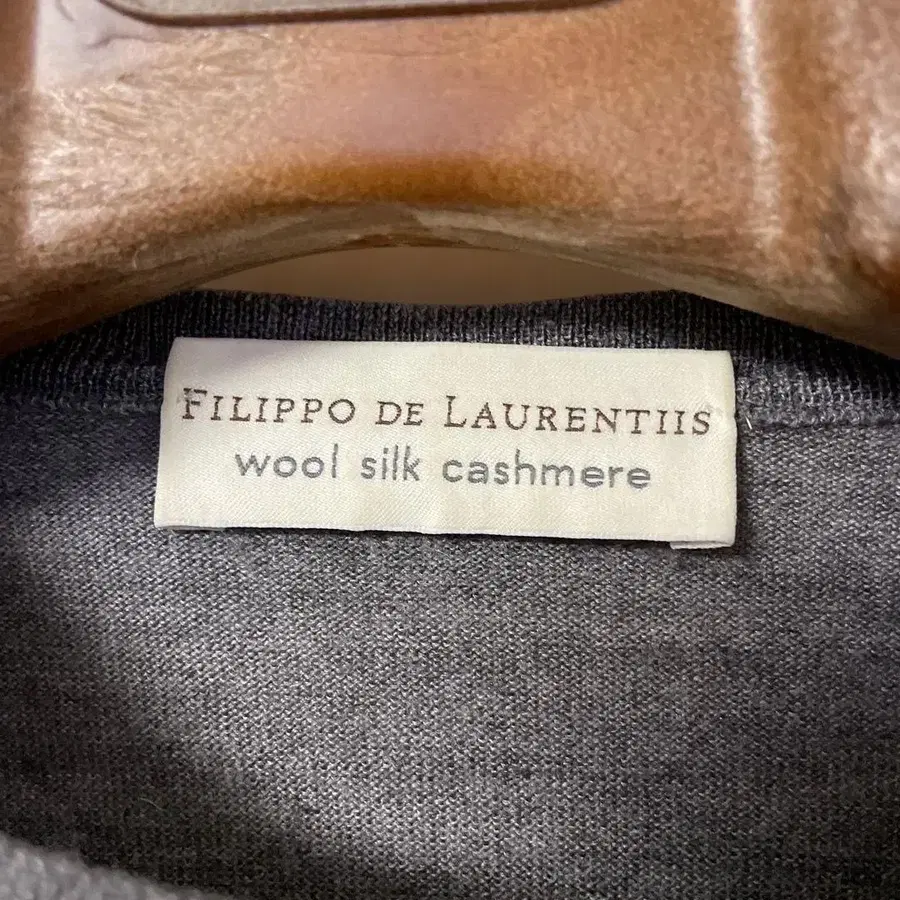 FILIPPO DE LAURENTIIS
wool silk cashmere